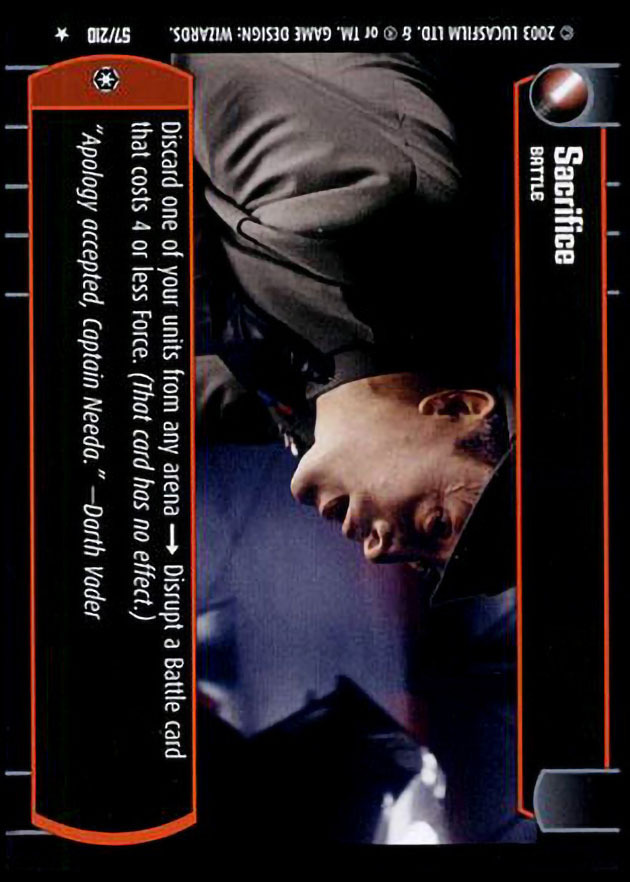 Sacrifice
BATTLE
Discard one of your units from any arena → Disrupt a Battle card
that costs 4 or less Force. (That card has no effect.)
"Apology accepted, Captain Needa." —Darth Vader
57/210 ★
© 2003 LUCASFILM LTD. & ® or TM. GAME DESIGN: WIZARDS.